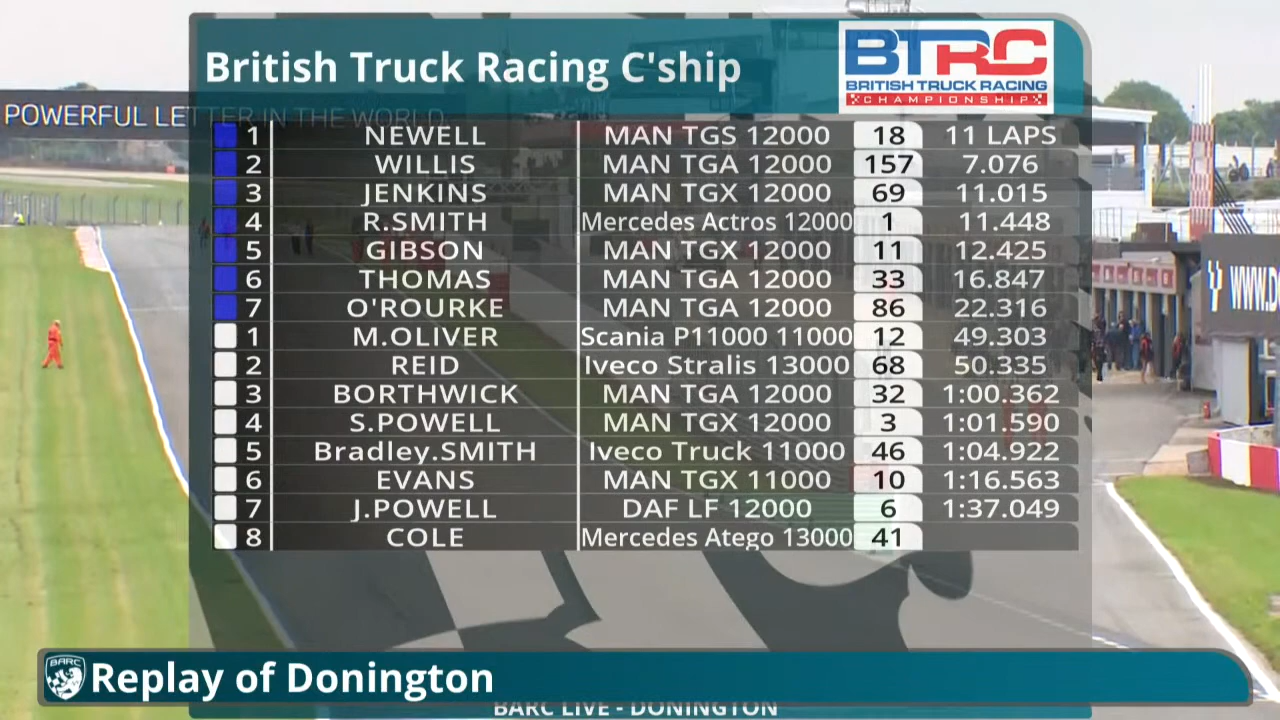 British Truck Racing C'ship
BTRC
BRITISH TRUCK RACING
CHAMPIONSHIP
POWERFUL LETTER IN THE WORLD
1 NEWELL MAN TGS 12000 18 11 LAPS
2 WILLIS MAN TGA 12000 157 7.076
3 JENKINS MAN TGX 12000 69 11.015
4 R.SMITH Mercedes Actros 12000 1 11.448
5 GIBSON MAN TGX 12000 11 12.425
6 THOMAS MAN TGA 12000 33 16.847
7 O'ROURKE MAN TGA 12000 86 22.316
1 M.OLIVER Scania P11000 11000 12 49.303
2 REID Iveco Stralis 13000 68 50.335
3 BORTHWICK MAN TGA 12000 32 1:00.362
4 S.POWELL MAN TGX 12000 3 1:01.590
5 Bradley.SMITH Iveco Truck 11000 46 1:04.922
6 EVANS MAN TGX 11000 10 1:16.563
7 J.POWELL DAF LF 12000 6 1:37.049
8 COLE Mercedes Atego 13000 41
WWW.D
BARC
Replay of Donington
BARC LIVE - DONINGTON